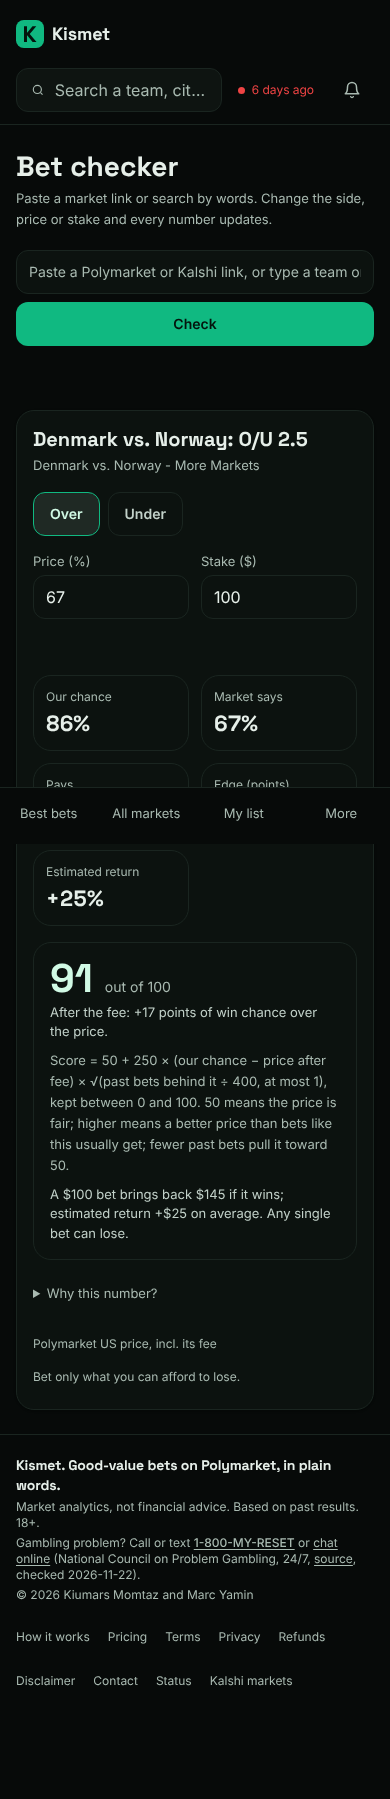 Kismet
Search a team, cit...
6 days ago
Bet checker
Paste a market link or search by words. Change the side,
price or stake and every number updates.
Paste a Polymarket or Kalshi link, or type a team o
Check
Denmark vs. Norway: O/U 2.5
Denmark vs. Norway - More Markets
Over
Under
Price (%)
Stake ($)
67
100
Our chance
Market says
86%
67%
Pays
Edge (points)
Best bets
All markets
My list
More
Estimated return
+25%
91 out of 100
After the fee: +17 points of win chance over
the price.
Score = 50 + 250 × (our chance − price after
fee) × √(past bets behind it ÷ 400, at most 1),
kept between 0 and 100. 50 means the price is
fair; higher means a better price than bets like
this usually get; fewer past bets pull it toward
50.
A $100 bet brings back $145 if it wins;
estimated return +$25 on average. Any single
bet can lose.
Why this number?
Polymarket US price, incl. its fee
Bet only what you can afford to lose.
Kismet. Good-value bets on Polymarket, in plain
words.
Market analytics, not financial advice. Based on past results.
18+.
Gambling problem? Call or text 1-800-MY-RESET or chat
online (National Council on Problem Gambling, 24/7, source,
checked 2026-11-22).
© 2026 Kiumars Momtaz and Marc Yamin
How it works
Pricing
Terms
Privacy
Refunds
Disclaimer
Contact
Status
Kalshi markets